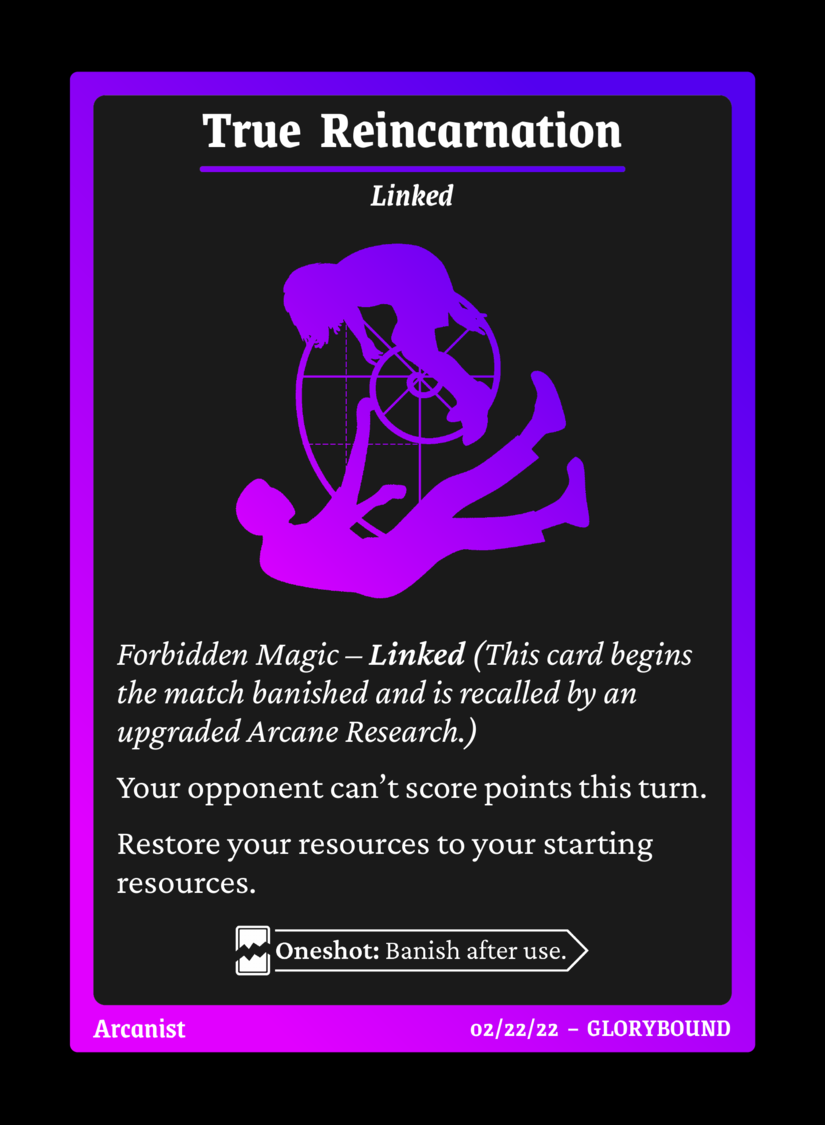 True Reincarnation
Linked
Forbidden Magic – Linked (This card begins
the match banished and is recalled by an
upgraded Arcane Research.)
Your opponent can’t score points this turn.
Restore your resources to your starting
resources.
Oneshot: Banish after use.
Arcanist
02/22/22 – GLORYBOUND